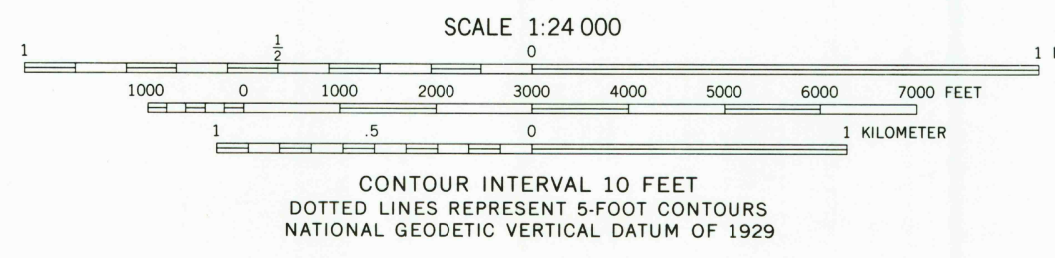 SCALE 1:24 000
1 1/2 0 1
1000 0 1000 2000 3000 4000 5000 6000 7000 FEET
1 .5 0 1 KILOMETER
CONTOUR INTERVAL 10 FEET
DOTTED LINES REPRESENT 5-FOOT CONTOURS
NATIONAL GEODETIC VERTICAL DATUM OF 1929